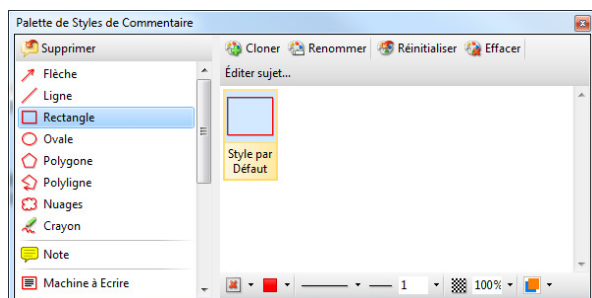 Palette de Styles de Commentaire
Supprimer
Cloner Renommer Réinitialiser Effacer
Éditer sujet...
Flèche
Ligne
Rectangle
Ovale
Polygone
Polyligne
Nuages
Crayon
Note
Machine à Ecrire
Style par
Défaut
1 100%